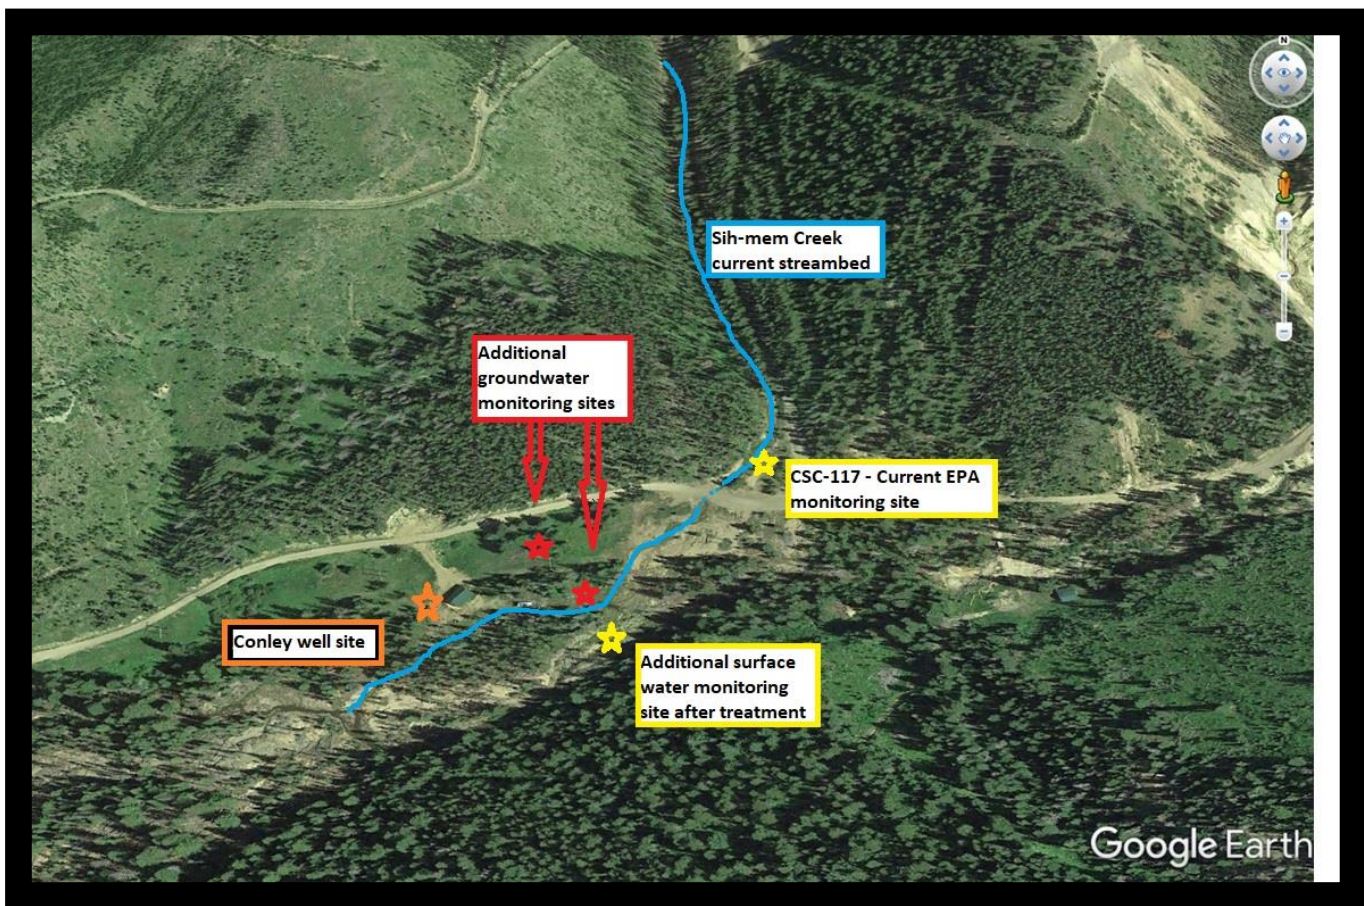 N
Sih-mem Creek
current streambed
Additional
groundwater
monitoring sites
CSC-117 - Current EPA
monitoring site
Conley well site
Additional surface
water monitoring
site after treatment
Google Earth